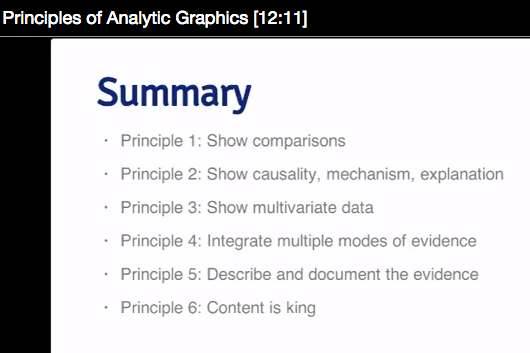 Principles of Analytic Graphics [12:11]
Summary
· Principle 1: Show comparisons
· Principle 2: Show causality, mechanism, explanation
· Principle 3: Show multivariate data
· Principle 4: Integrate multiple modes of evidence
· Principle 5: Describe and document the evidence
· Principle 6: Content is king